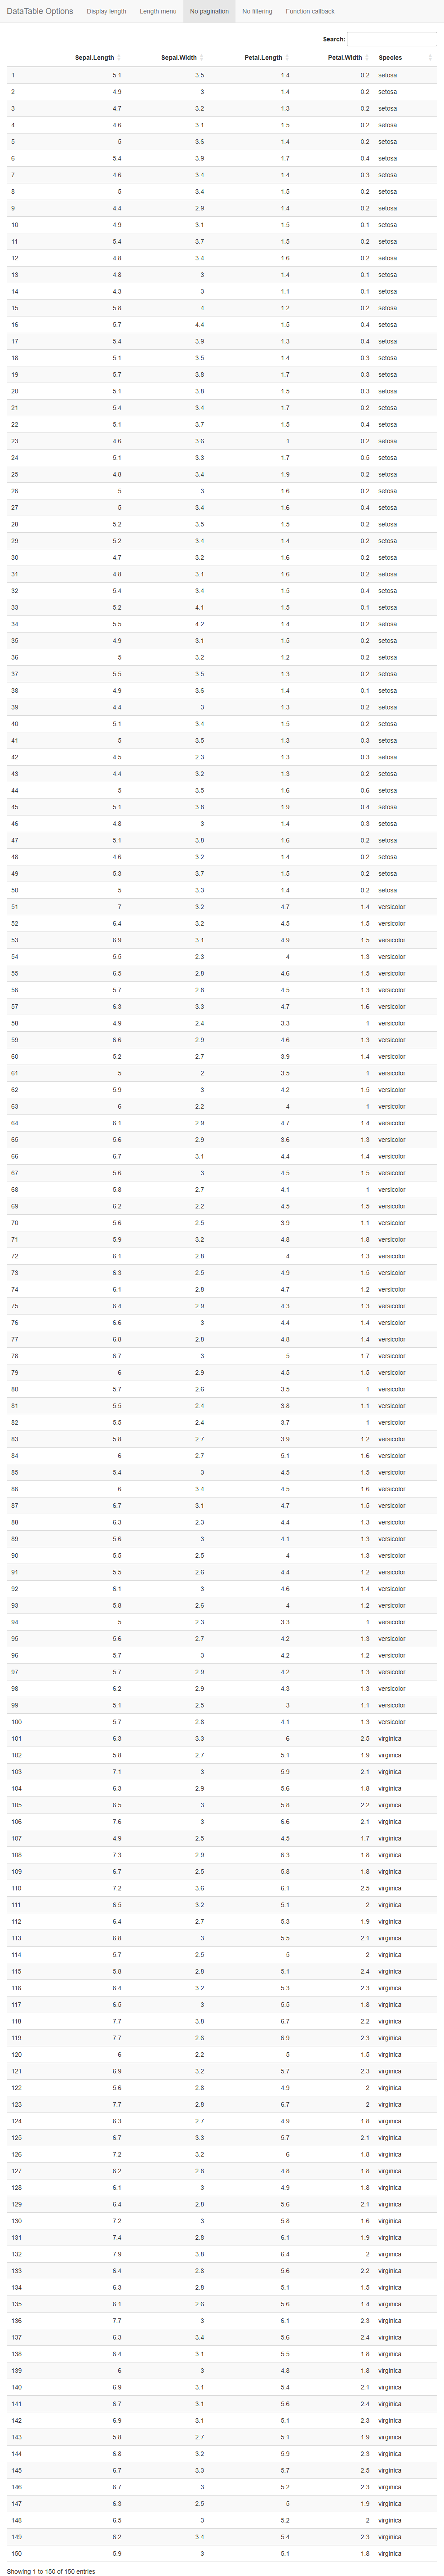 DataTable Options Display length Length menu No pagination No filtering Function callback
Search:
Sepal.Length Sepal.Width Petal.Length Petal.Width Species
1 5.1 3.5 1.4 0.2 setosa
2 4.9 3 1.4 0.2 setosa
3 4.7 3.2 1.3 0.2 setosa
4 4.6 3.1 1.5 0.2 setosa
5 5 3.6 1.4 0.2 setosa
6 5.4 3.9 1.7 0.4 setosa
7 4.6 3.4 1.4 0.3 setosa
8 5 3.4 1.5 0.2 setosa
9 4.4 2.9 1.4 0.2 setosa
10 4.9 3.1 1.5 0.1 setosa
11 5.4 3.7 1.5 0.2 setosa
12 4.8 3.4 1.6 0.2 setosa
13 4.8 3 1.4 0.1 setosa
14 4.3 3 1.1 0.1 setosa
15 5.8 4 1.2 0.2 setosa
16 5.7 4.4 1.5 0.4 setosa
17 5.4 3.9 1.3 0.4 setosa
18 5.1 3.5 1.4 0.3 setosa
19 5.7 3.8 1.7 0.3 setosa
20 5.1 3.8 1.5 0.3 setosa
21 5.4 3.4 1.7 0.2 setosa
22 5.1 3.7 1.5 0.4 setosa
23 4.6 3.6 1 0.2 setosa
24 5.1 3.3 1.7 0.5 setosa
25 4.8 3.4 1.9 0.2 setosa
26 5 3 1.6 0.2 setosa
27 5 3.4 1.6 0.4 setosa
28 5.2 3.5 1.5 0.2 setosa
29 5.2 3.4 1.4 0.2 setosa
30 4.7 3.2 1.6 0.2 setosa
31 4.8 3.1 1.6 0.2 setosa
32 5.4 3.4 1.5 0.4 setosa
33 5.2 4.1 1.5 0.1 setosa
34 5.5 4.2 1.4 0.2 setosa
35 4.9 3.1 1.5 0.2 setosa
36 5 3.2 1.2 0.2 setosa
37 5.5 3.5 1.3 0.2 setosa
38 4.9 3.6 1.4 0.1 setosa
39 4.4 3 1.3 0.2 setosa
40 5.1 3.4 1.5 0.2 setosa
41 5 3.5 1.3 0.3 setosa
42 4.5 2.3 1.3 0.3 setosa
43 4.4 3.2 1.3 0.2 setosa
44 5 3.5 1.6 0.6 setosa
45 5.1 3.8 1.9 0.4 setosa
46 4.8 3 1.4 0.3 setosa
47 5.1 3.8 1.6 0.2 setosa
48 4.6 3.2 1.4 0.2 setosa
49 5.3 3.7 1.5 0.2 setosa
50 5 3.3 1.4 0.2 setosa
51 7 3.2 4.7 1.4 versicolor
52 6.4 3.2 4.5 1.5 versicolor
53 6.9 3.1 4.9 1.5 versicolor
54 5.5 2.3 4 1.3 versicolor
55 6.5 2.8 4.6 1.5 versicolor
56 5.7 2.8 4.5 1.3 versicolor
57 6.3 3.3 4.7 1.6 versicolor
58 4.9 2.4 3.3 1 versicolor
59 6.6 2.9 4.6 1.3 versicolor
60 5.2 2.7 3.9 1.4 versicolor
61 5 2 3.5 1 versicolor
62 5.9 3 4.2 1.5 versicolor
63 6 2.2 4 1 versicolor
64 6.1 2.9 4.7 1.4 versicolor
65 5.6 2.9 3.6 1.3 versicolor
66 6.7 3.1 4.4 1.4 versicolor
67 5.6 3 4.5 1.5 versicolor
68 5.8 2.7 4.1 1 versicolor
69 6.2 2.2 4.5 1.5 versicolor
70 5.6 2.5 3.9 1.1 versicolor
71 5.9 3.2 4.8 1.8 versicolor
72 6.1 2.8 4 1.3 versicolor
73 6.3 2.5 4.9 1.5 versicolor
74 6.1 2.8 4.7 1.2 versicolor
75 6.4 2.9 4.3 1.3 versicolor
76 6.6 3 4.4 1.4 versicolor
77 6.8 2.8 4.8 1.4 versicolor
78 6.7 3 5 1.7 versicolor
79 6 2.9 4.5 1.5 versicolor
80 5.7 2.6 3.5 1 versicolor
81 5.5 2.4 3.8 1.1 versicolor
82 5.5 2.4 3.7 1 versicolor
83 5.8 2.7 3.9 1.2 versicolor
84 6 2.7 5.1 1.6 versicolor
85 5.4 3 4.5 1.5 versicolor
86 6 3.4 4.5 1.6 versicolor
87 6.7 3.1 4.7 1.5 versicolor
88 6.3 2.3 4.4 1.3 versicolor
89 5.6 3 4.1 1.3 versicolor
90 5.5 2.5 4 1.3 versicolor
91 5.5 2.6 4.4 1.2 versicolor
92 6.1 3 4.6 1.4 versicolor
93 5.8 2.6 4 1.2 versicolor
94 5 2.3 3.3 1 versicolor
95 5.6 2.7 4.2 1.3 versicolor
96 5.7 3 4.2 1.2 versicolor
97 5.7 2.9 4.2 1.3 versicolor
98 6.2 2.9 4.3 1.3 versicolor
99 5.1 2.5 3 1.1 versicolor
100 5.7 2.8 4.1 1.3 versicolor
101 6.3 3.3 6 2.5 virginica
102 5.8 2.7 5.1 1.9 virginica
103 7.1 3 5.9 2.1 virginica
104 6.3 2.9 5.6 1.8 virginica
105 6.5 3 5.8 2.2 virginica
106 7.6 3 6.6 2.1 virginica
107 4.9 2.5 4.5 1.7 virginica
108 7.3 2.9 6.3 1.8 virginica
109 6.7 2.5 5.8 1.8 virginica
110 7.2 3.6 6.1 2.5 virginica
111 6.5 3.2 5.1 2 virginica
112 6.4 2.7 5.3 1.9 virginica
113 6.8 3 5.5 2.1 virginica
114 5.7 2.5 5 2 virginica
115 5.8 2.8 5.1 2.4 virginica
116 6.4 3.2 5.3 2.3 virginica
117 6.5 3 5.5 1.8 virginica
118 7.7 3.8 6.7 2.2 virginica
119 7.7 2.6 6.9 2.3 virginica
120 6 2.2 5 1.5 virginica
121 6.9 3.2 5.7 2.3 virginica
122 5.6 2.8 4.9 2 virginica
123 7.7 2.8 6.7 2 virginica
124 6.3 2.7 4.9 1.8 virginica
125 6.7 3.3 5.7 2.1 virginica
126 7.2 3.2 6 1.8 virginica
127 6.2 2.8 4.8 1.8 virginica
128 6.1 3 4.9 1.8 virginica
129 6.4 2.8 5.6 2.1 virginica
130 7.2 3 5.8 1.6 virginica
131 7.4 2.8 6.1 1.9 virginica
132 7.9 3.8 6.4 2 virginica
133 6.4 2.8 5.6 2.2 virginica
134 6.3 2.8 5.1 1.5 virginica
135 6.1 2.6 5.6 1.4 virginica
136 7.7 3 6.1 2.3 virginica
137 6.3 3.4 5.6 2.4 virginica
138 6.4 3.1 5.5 1.8 virginica
139 6 3 4.8 1.8 virginica
140 6.9 3.1 5.4 2.1 virginica
141 6.7 3.1 5.6 2.4 virginica
142 6.9 3.1 5.1 2.3 virginica
143 5.8 2.7 5.1 1.9 virginica
144 6.8 3.2 5.9 2.3 virginica
145 6.7 3.3 5.7 2.5 virginica
146 6.7 3 5.2 2.3 virginica
147 6.3 2.5 5 1.9 virginica
148 6.5 3 5.2 2 virginica
149 6.2 3.4 5.4 2.3 virginica
150 5.9 3 5.1 1.8 virginica
Showing 1 to 150 of 150 entries